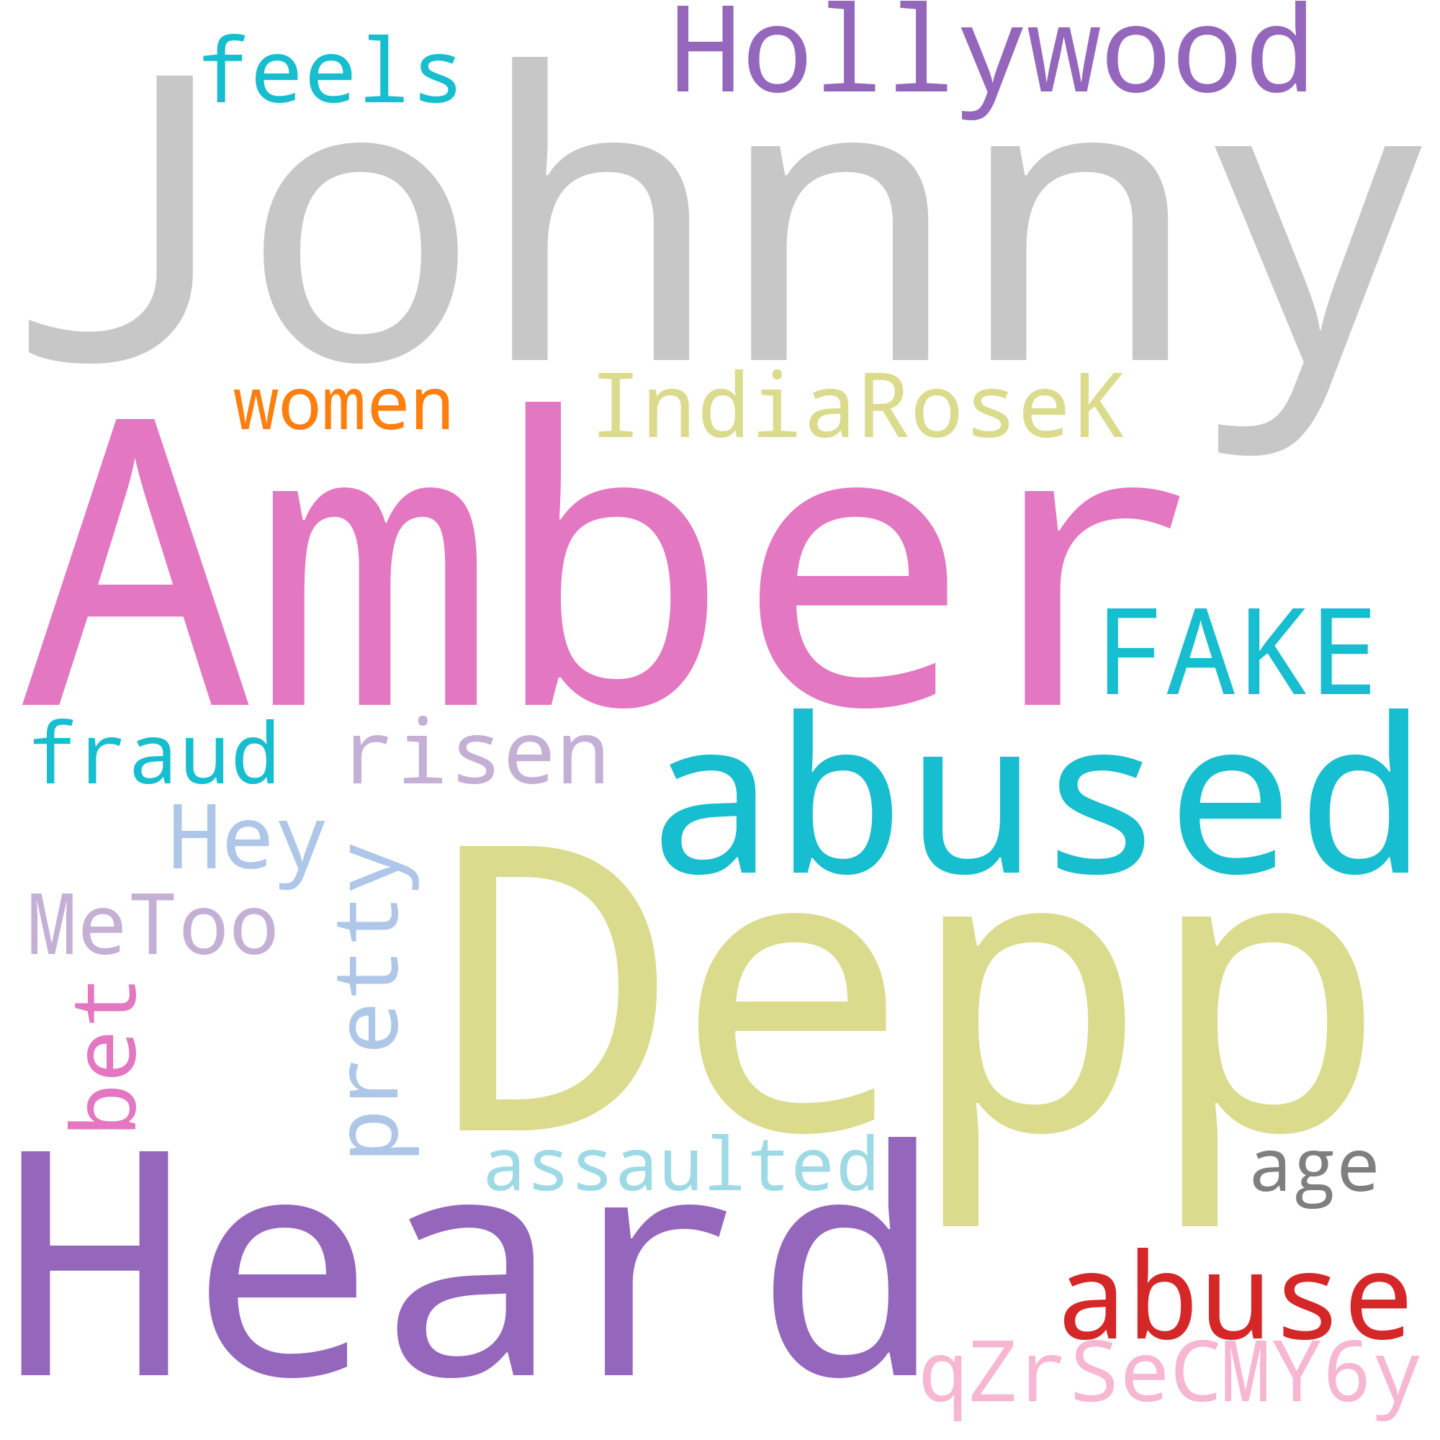 feels Hollywood
Johnny
women IndiaRoseK
Amber
FAKE
fraud risen abused
Hey
MeToo pretty Depp
bet
assaulted age
Heard
abuse
qZrSeCMY6y